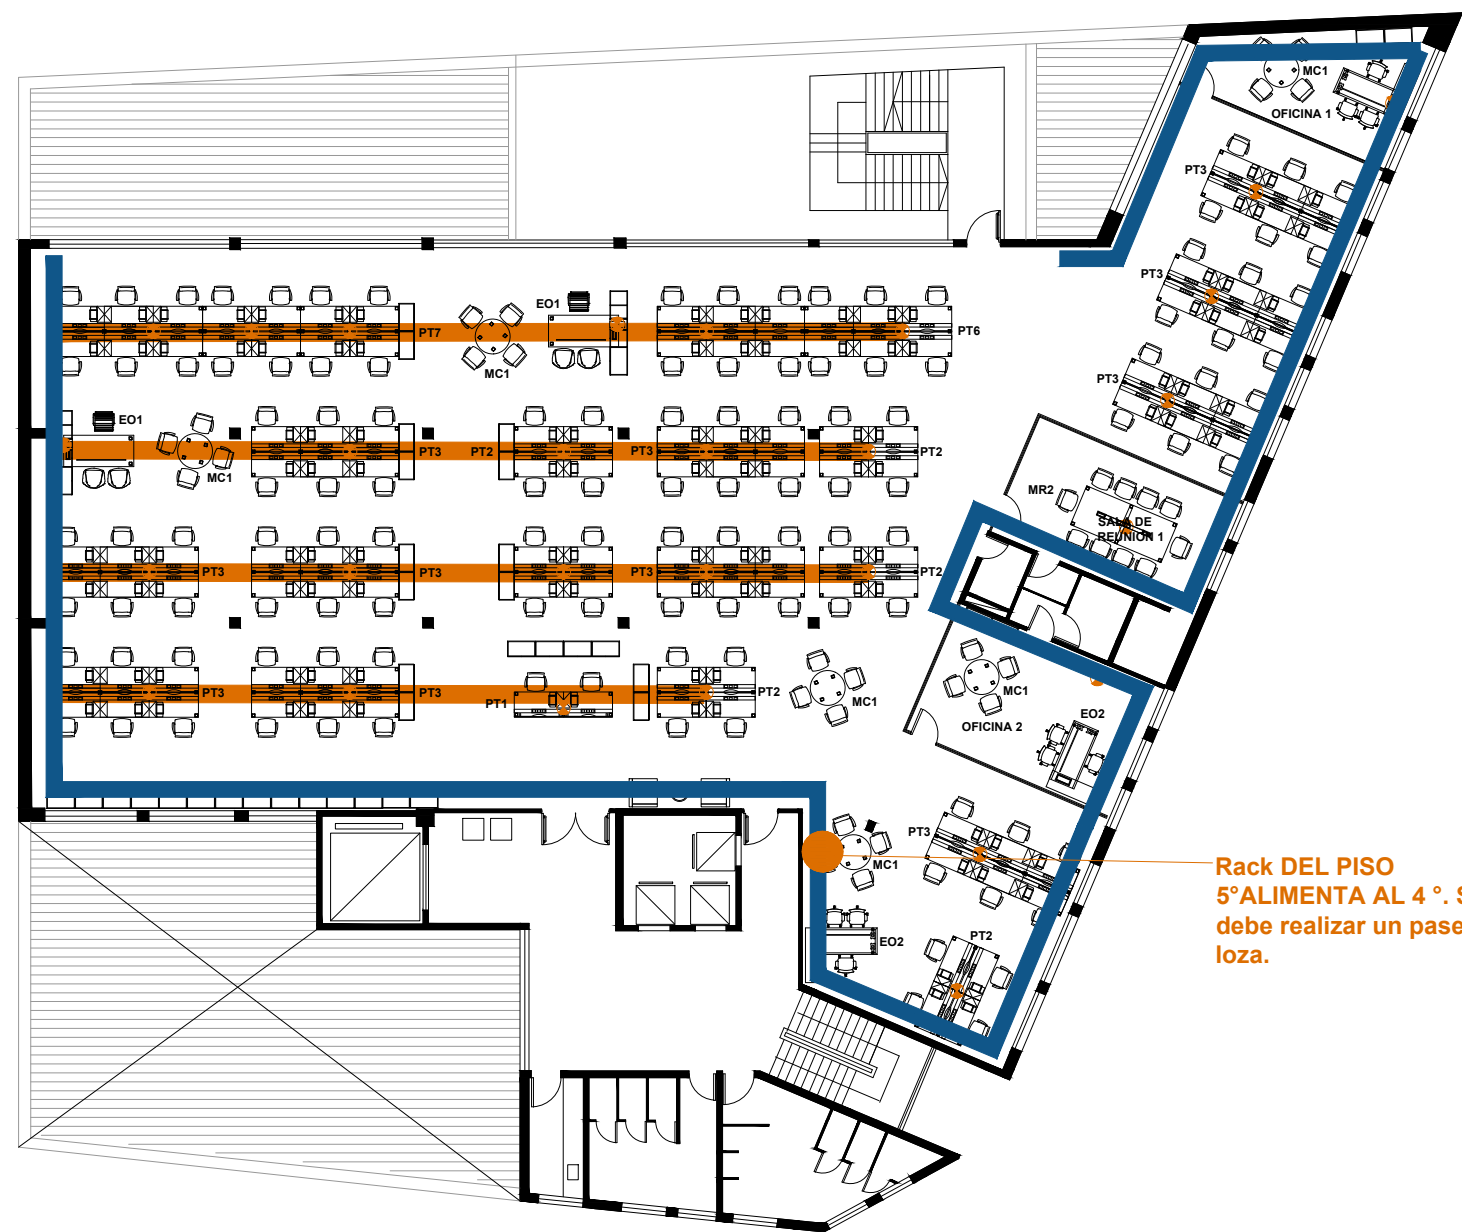 MC1
OFICINA 1
PT3
PT3
EO1
PT7
PT6
MC1
PT3
EO1
PT3
PT2
PT3
PT2
MC1
MR2
SALA DE
REUNION 1
PT3
PT3
PT3
PT2
PT3
PT3
PT1
PT2
MC1
MC1
EO2
OFICINA 2
PT3
MC1
Rack DEL PISO
5°ALIMENTA AL 4 °. S
debe realizar un pase
loza.
PT2
EO2